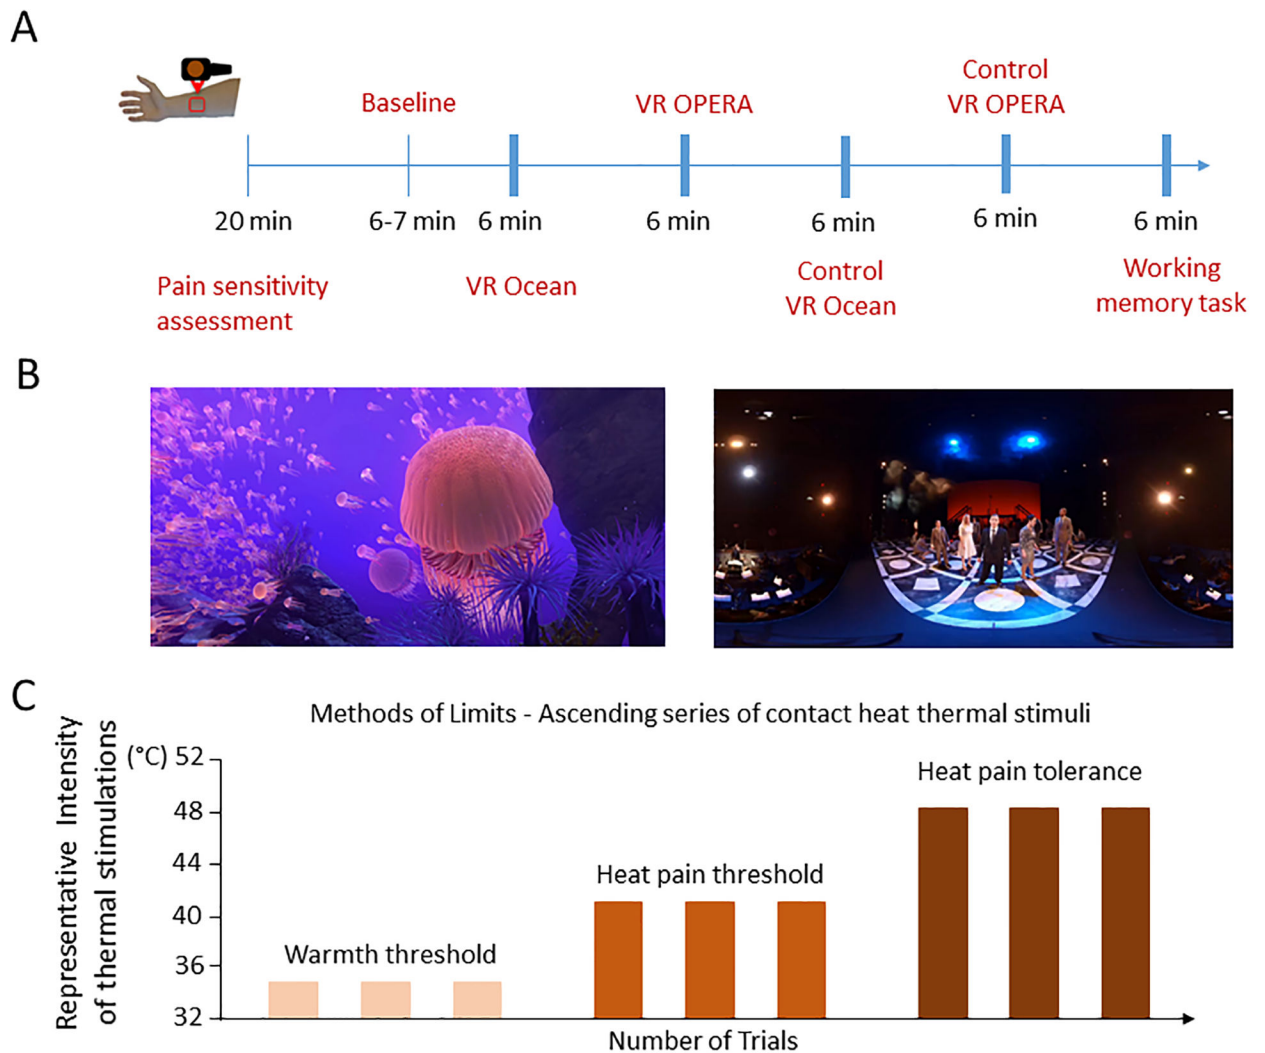 A
Baseline
VR OPERA
Control
VR OPERA
20 min
6-7 min
6 min
6 min
6 min
6 min
6 min
Pain sensitivity
assessment
VR Ocean
Control
VR Ocean
Working
memory task
B
C
Methods of Limits - Ascending series of contact heat thermal stimuli
Representative Intensity
of thermal stimulations
(°C) 52
48
44
40
36
32
Warmth threshold
Heat pain threshold
Heat pain tolerance
Number of Trials